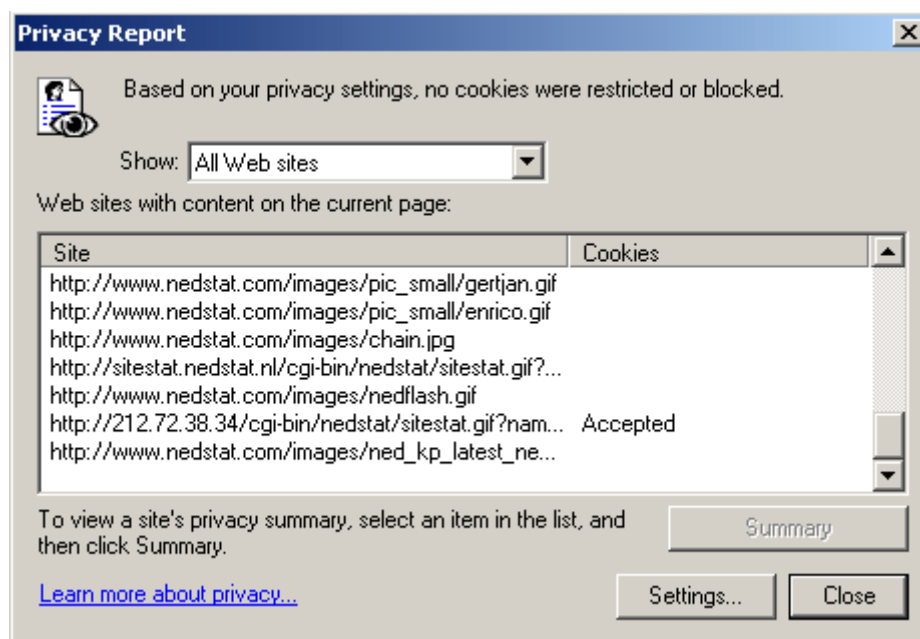 Privacy Report
Based on your privacy settings, no cookies were restricted or blocked.
Show: All Web sites
Web sites with content on the current page:
Site Cookies
http://www.nedstat.com/images/pic_small/gertjan.gif
http://www.nedstat.com/images/pic_small/enrico.gif
http://www.nedstat.com/images/chain.jpg
http://sitestat.nedstat.nl/cgi-bin/nedstat/sitestat.gif?...
http://www.nedstat.com/images/nedflash.gif
http://212.72.38.34/cgi-bin/nedstat/sitestat.gif?nam... Accepted
http://www.nedstat.com/images/ned_kp_latest_ne...
To view a site's privacy summary, select an item in the list, and
then click Summary.
Summary
Learn more about privacy...
Settings... Close